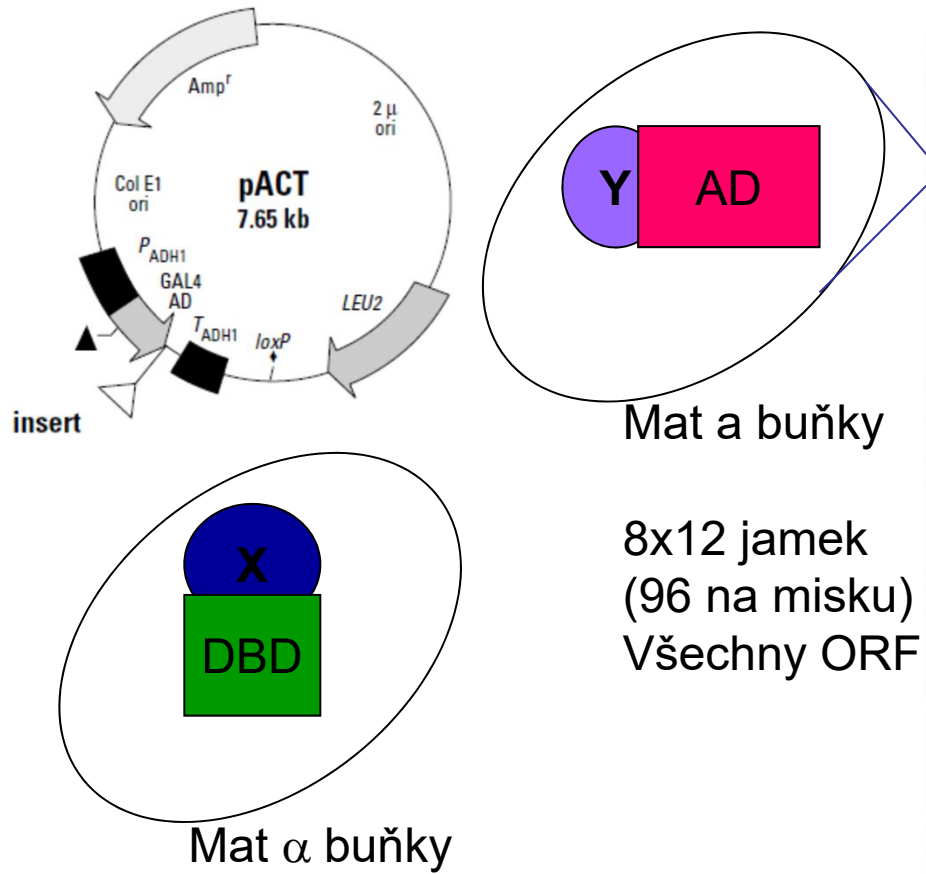 Amp^r
2 μ
ori
Col E1
ori
pACT
7.65 kb
P_ADH1
GAL4
AD
T_ADH1
loxP
LEU2
insert
Y
AD
Mat a buňky
X
DBD
8x12 jamek
(96 na misku)
Všechny ORF
Mat α buňky